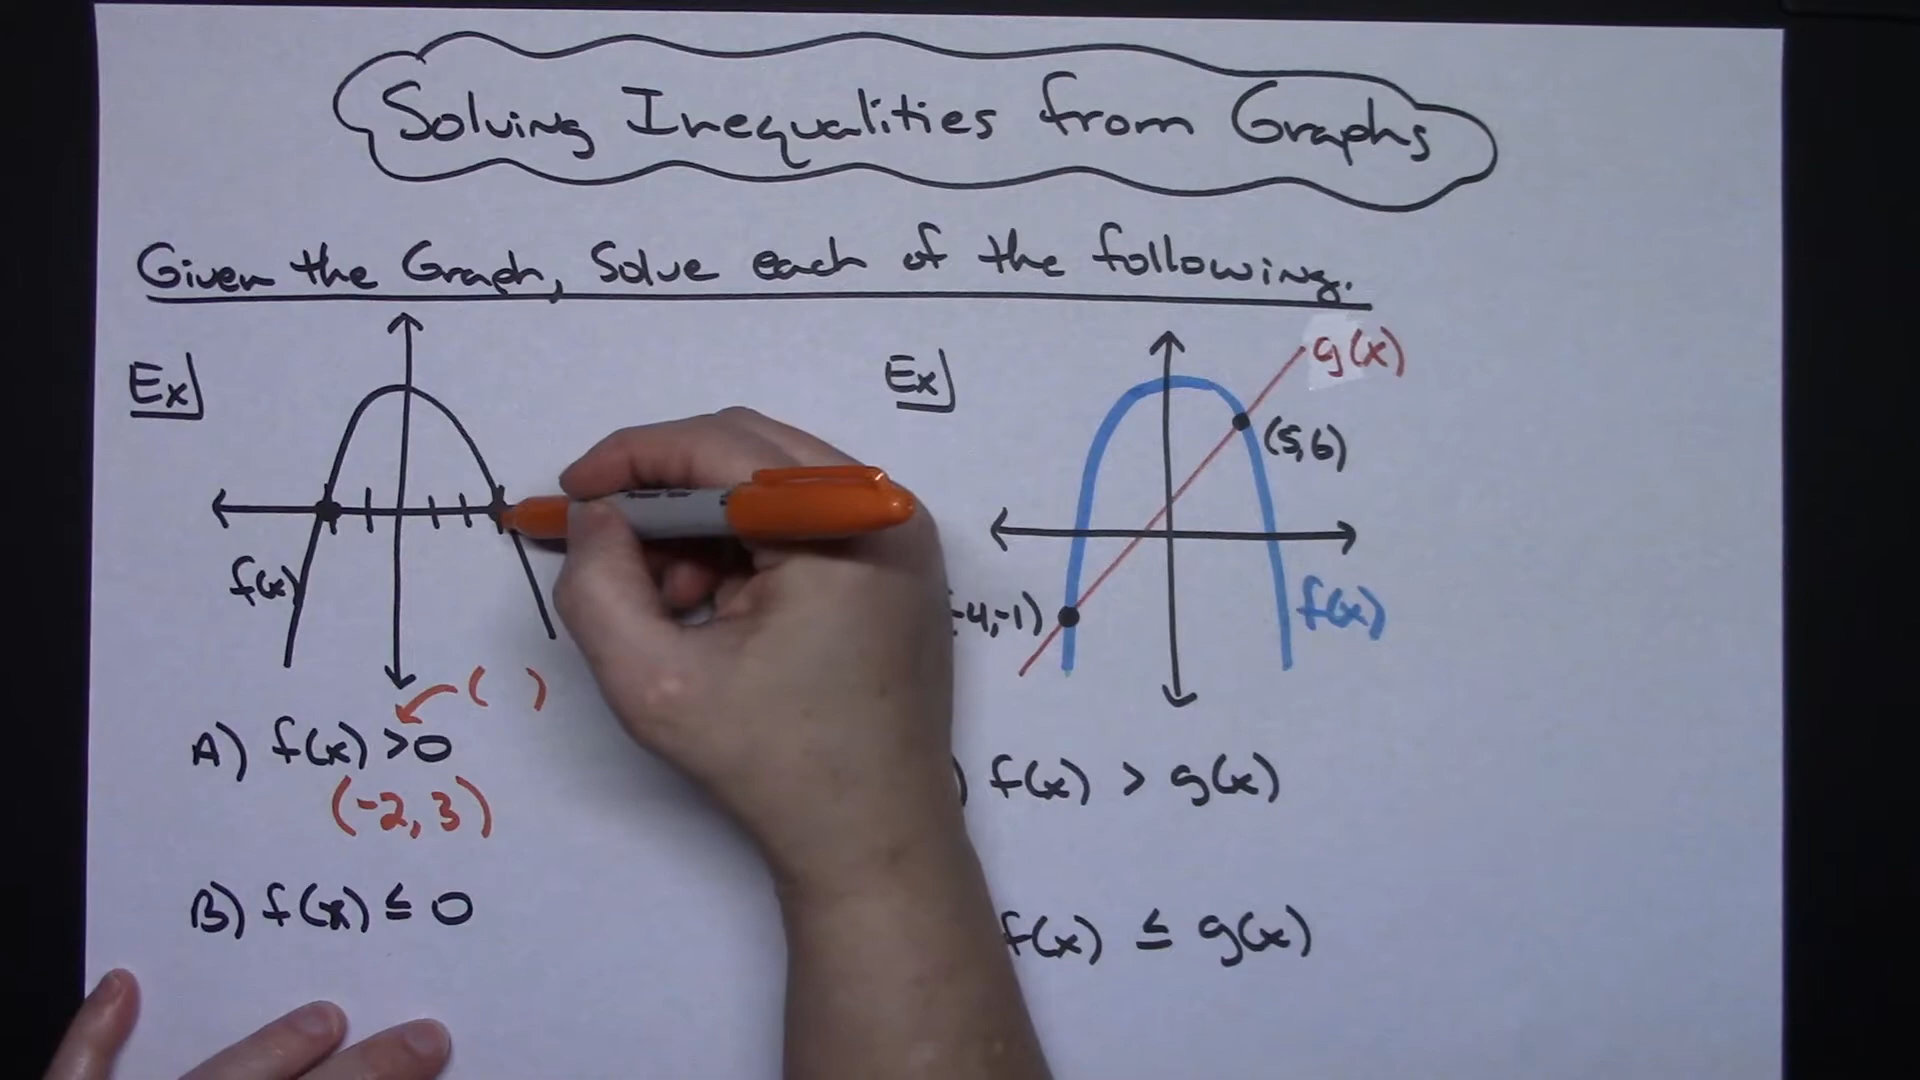 Solving Inequalities from Graphs
Given the Graph, Solve each of the following.
Ex
f(x)
( )
A) f(x) > 0
(-2, 3)
B) f(x) ≤ 0
Ex
g(x)
(5,6)
-4,-1)
f(x)
) f(x) > g(x)
f(x) ≤ g(x)